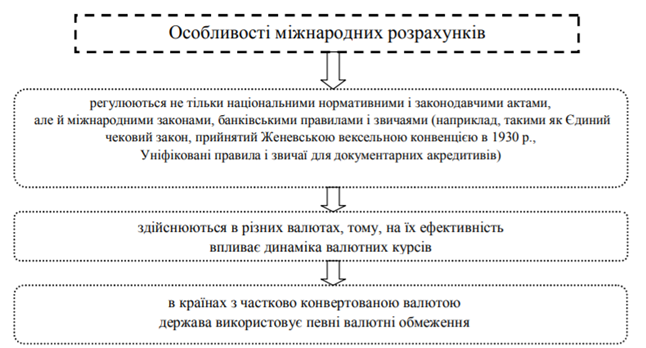 Особливості міжнародних розрахунків
регулюються не тільки національними нормативними і законодавчими актами,
але й міжнародними законами, банківськими правилами і звичаями (наприклад, такими як Єдиний
чековий закон, прийнятий Женевською вексельною конвенцією в 1930 р.,
Уніфіковані правила і звичаї для документарних акредитивів)
здійснюються в різних валютах, тому, на їх ефективність
впливає динаміка валютних курсів
в країнах з частково конвертованою валютою
держава використовує певні валютні обмеження